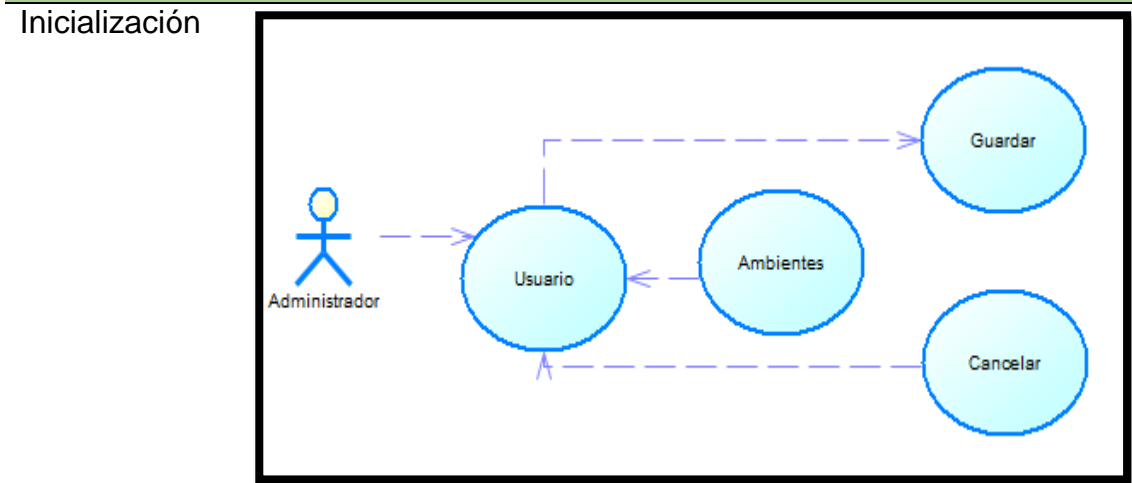 Inicialización
Guardar
Ambientes
Usuario
Administrador
Cancelar